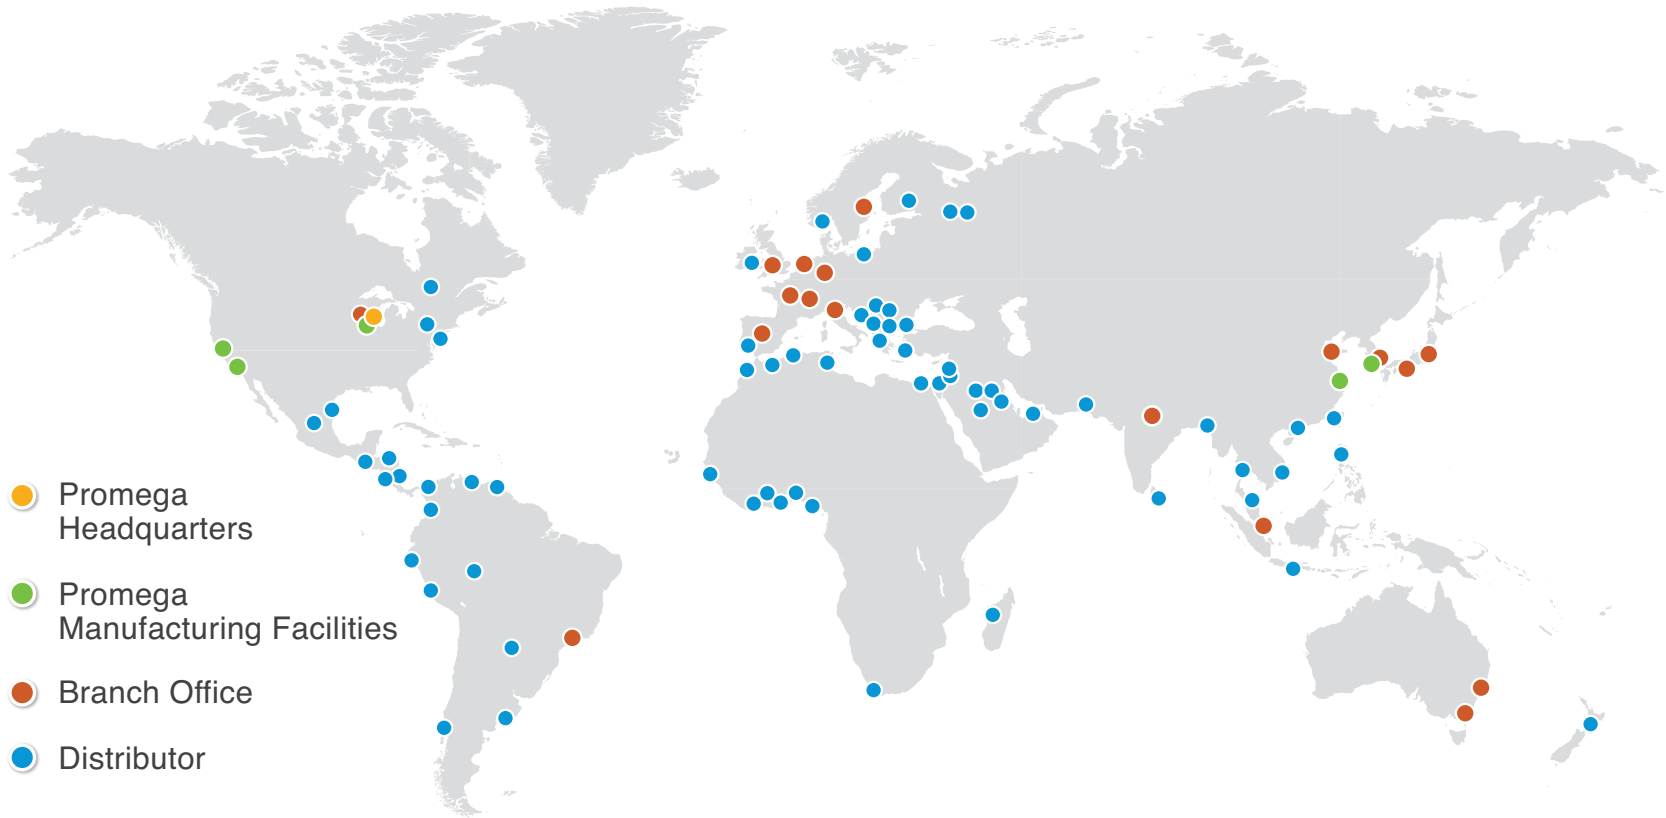 Promega
Headquarters
Promega
Manufacturing Facilities
Branch Office
Distributor